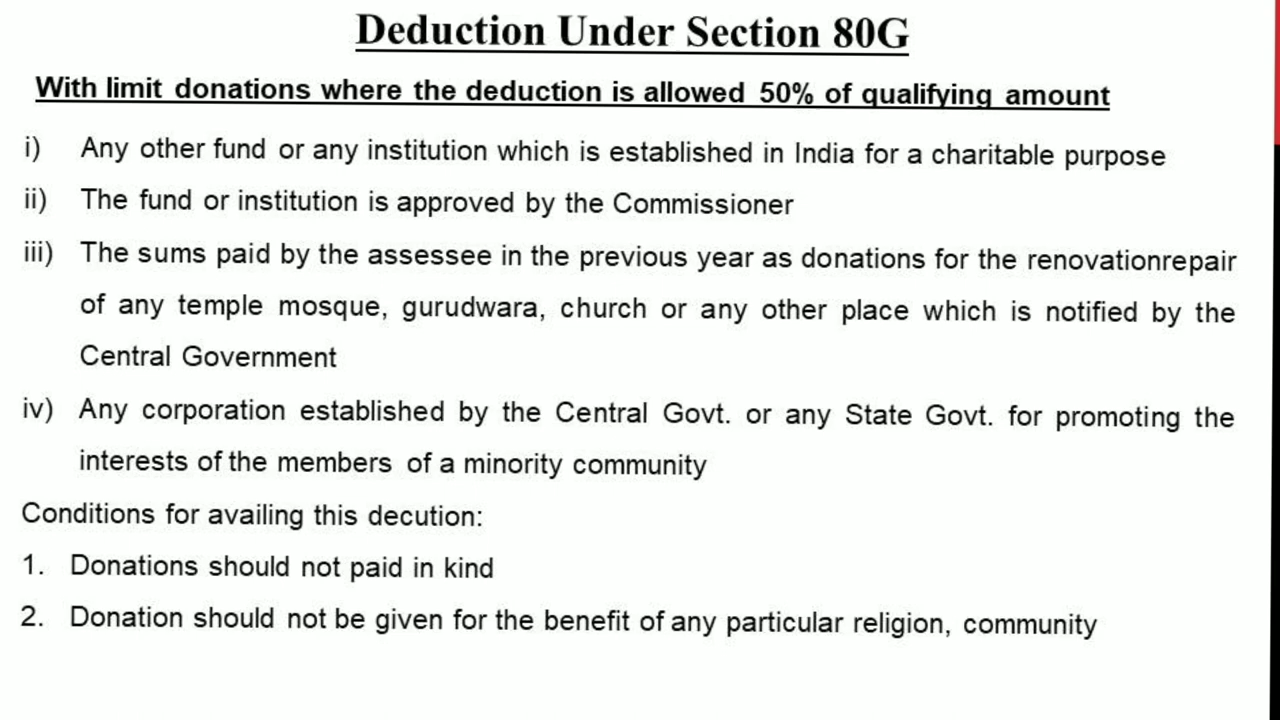 Deduction Under Section 80G
With limit donations where the deduction is allowed 50% of qualifying amount
i) Any other fund or any institution which is established in India for a charitable purpose
ii) The fund or institution is approved by the Commissioner
iii) The sums paid by the assessee in the previous year as donations for the renovationrepair
of any temple mosque, gurudwara, church or any other place which is notified by the
Central Government
iv) Any corporation established by the Central Govt. or any State Govt. for promoting the
interests of the members of a minority community
Conditions for availing this decution:
1. Donations should not paid in kind
2. Donation should not be given for the benefit of any particular religion, community